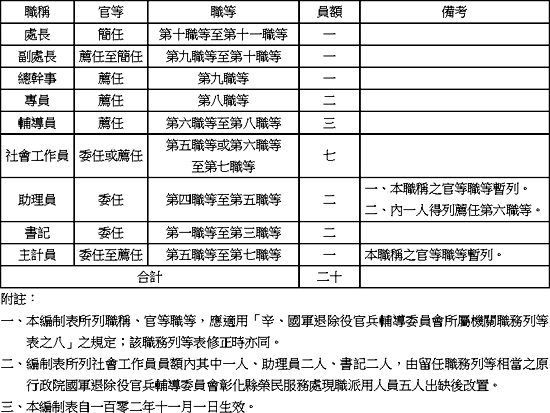 職稱 官等 職等 員額 備考
處長 簡任 第十職等至第十一職等 一
副處長 薦任至簡任 第九職等至第十職等 一
總幹事 薦任 第九職等 一
專員 薦任 第八職等 二
輔導員 薦任 第六職等至第八職等 三
社會工作員 委任或薦任 第五職等或第六職等至第七職等 七
助理員 委任 第四職等至第五職等 二 一、本職稱之官等職等暫列。
二、內一人得列薦任第六職等。
書記 委任 第一職等至第三職等 二
主計員 委任至薦任 第五職等至第七職等 一 本職稱之官等職等暫列。
合計 二十
附註：
一、本編制表所列職稱、官等職等，應適用「辛、國軍退除役官兵輔導委員會所屬機關職務列等
表之八」之規定；該職務列等表修正時亦同。
二、編制表所列社會工作員員額內其中一人、助理員二人、書記二人，由留任職務列等相當之原
行政院國軍退除役官兵輔導委員會彰化縣榮民服務處現職派用人員五人出缺後改置。
三、本編制表自一百零二年十一月一日生效。